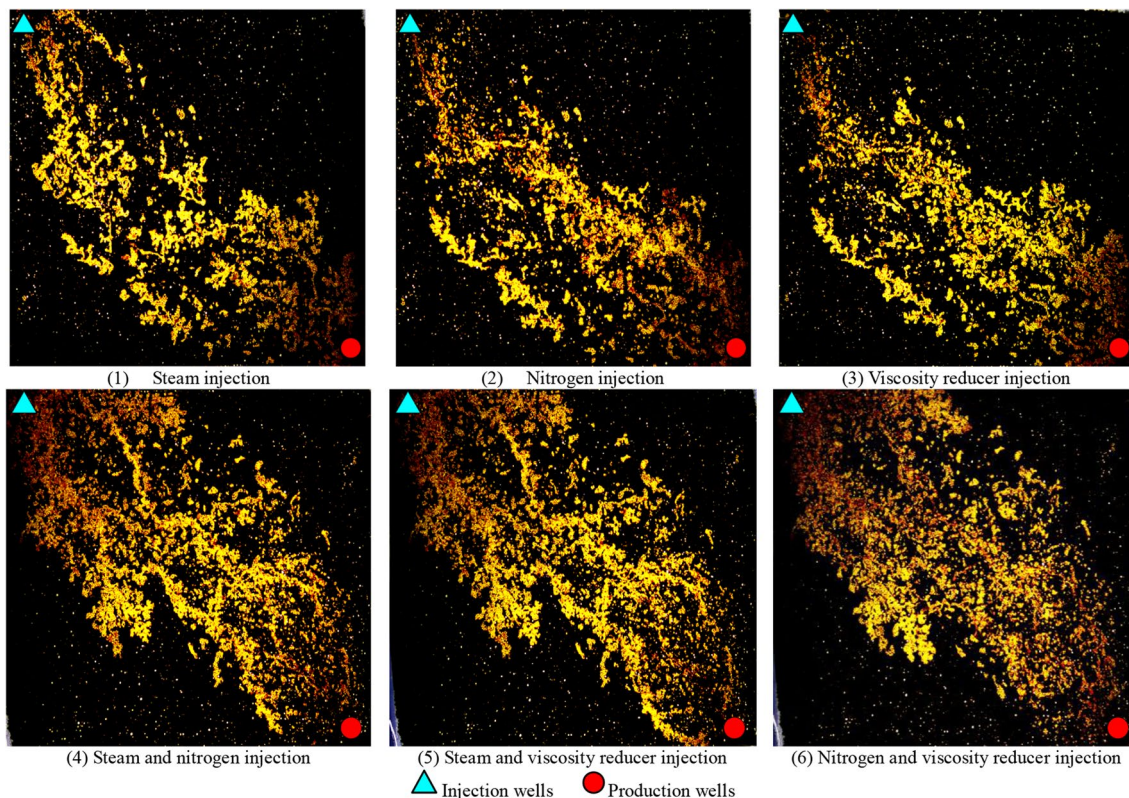 (1) Steam injection
(2) Nitrogen injection
(3) Viscosity reducer injection
(4) Steam and nitrogen injection
(5) Steam and viscosity reducer injection
(6) Nitrogen and viscosity reducer injection
Injection wells
Production wells